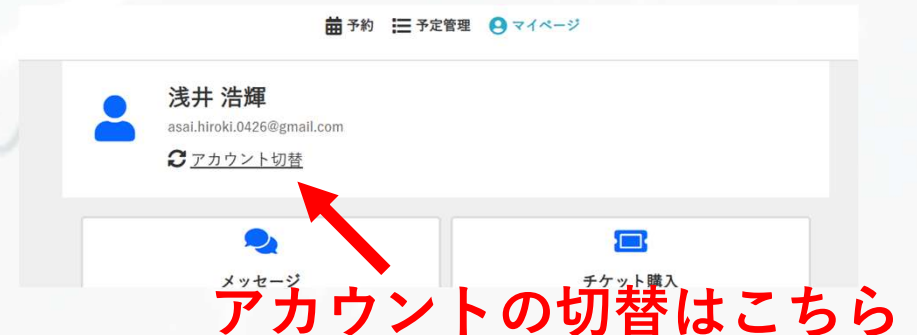 予約 予定管理 マイページ
浅井 浩輝
asai.hiroki.0426@gmail.com
アカウント切替
メッセージ チケット購入
アカウントの切替はこちら